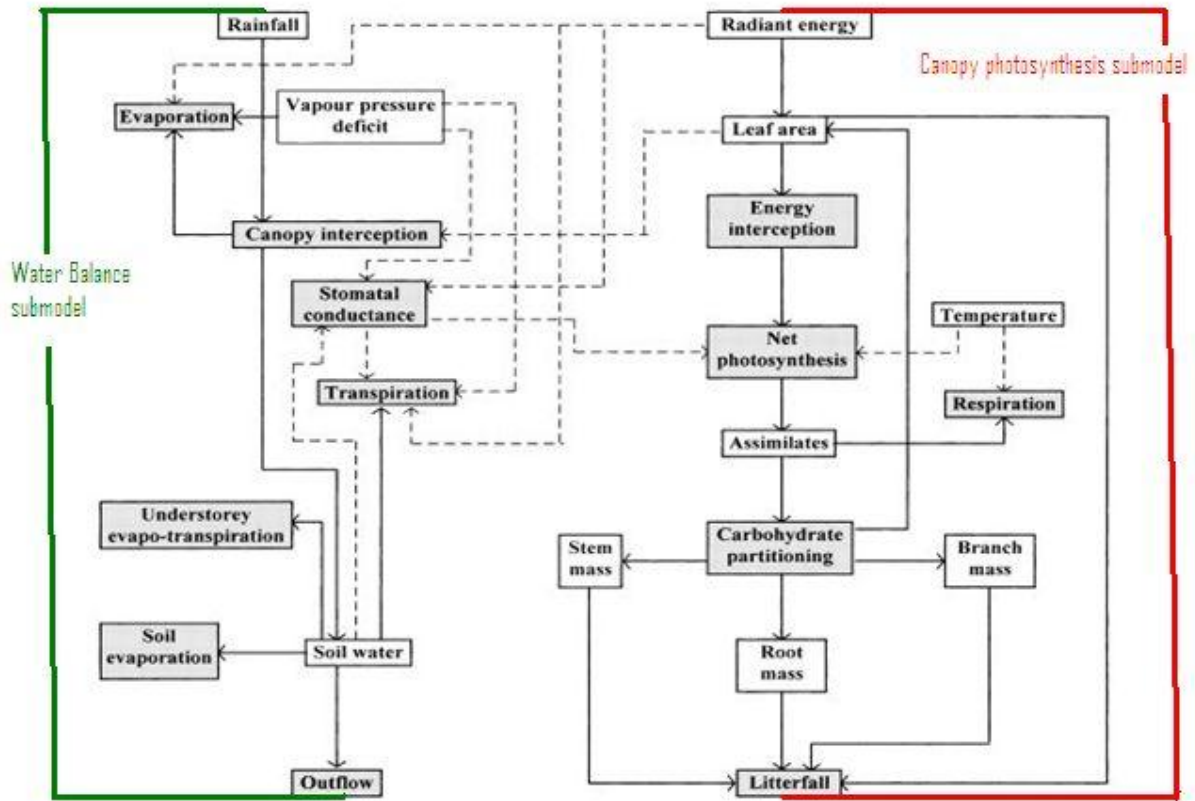 Rainfall
Radiant energy
Canopy photosynthesis submodel
Evaporation
Vapour pressure
deficit
Leaf area
Canopy interception
Energy
interception
Water Balance
submodel
Stomatal
conductance
Temperature
Net
photosynthesis
Transpiration
Respiration
Assimilates
Understorey
evapo-transpiration
Stem
mass
Carbohydrate
partitioning
Branch
mass
Soil
evaporation
Soil water
Root
mass
Outflow
Litterfall